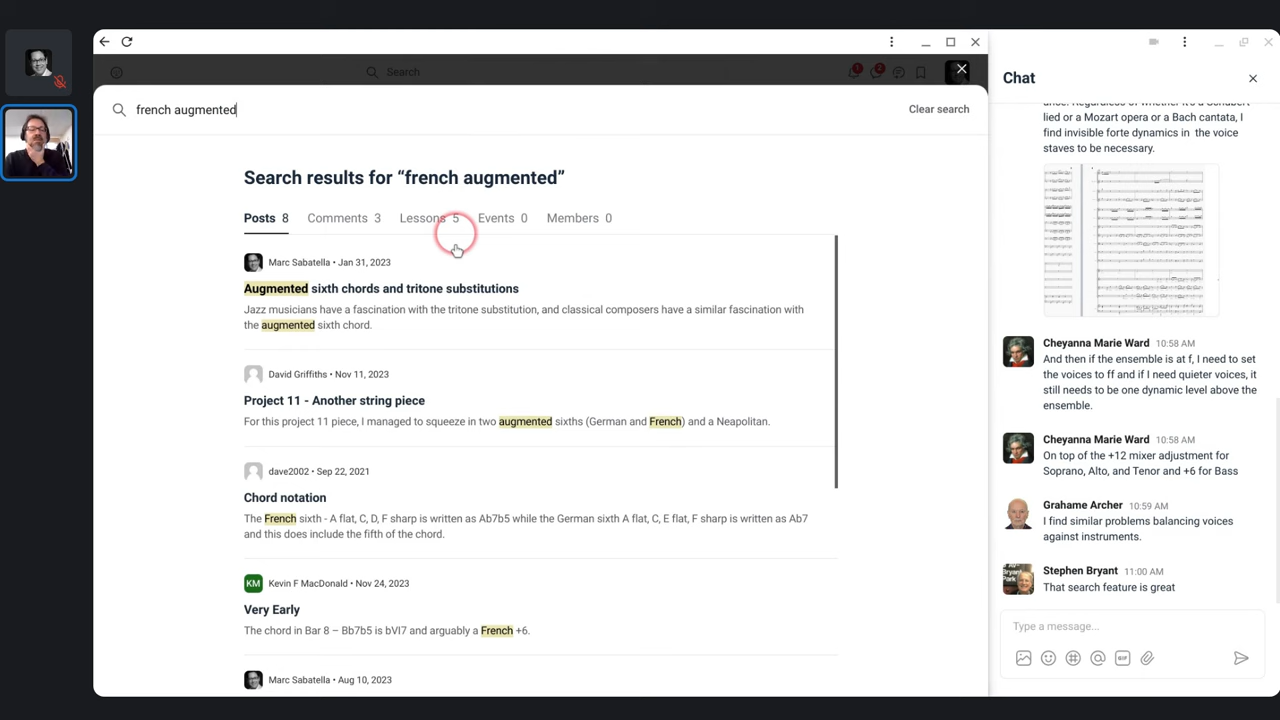 Search
french augmented
Clear search
Search results for “french augmented”
Posts 8
Comments 3
Lessons 5
Events 0
Members 0
Marc Sabatella • Jan 31, 2023
Augmented sixth chords and tritone substitutions
Jazz musicians have a fascination with the tritone substitution, and classical composers have a similar fascination with
the augmented sixth chord.
David Griffiths • Nov 11, 2023
Project 11 - Another string piece
For this project 11 piece, I managed to squeeze in two augmented sixths (German and French) and a Neapolitan.
dave2002 • Sep 22, 2021
Chord notation
The French sixth - A flat, C, D, F sharp is written as Ab7b5 while the German sixth A flat, C, E flat, F sharp is written as Ab7
and this does include the fifth of the chord.
KM
Kevin F MacDonald • Nov 24, 2023
Very Early
The chord in Bar 8 – Bb7b5 is bVI7 and arguably a French +6.
Marc Sabatella • Aug 10, 2023
Chat
ance. Regardless of whether it's a Schubert
lied or a Mozart opera or a Bach cantata, I
find invisible forte dynamics in the voice
staves to be necessary.
Cheyanna Marie Ward 10:58 AM
And then if the ensemble is at f, I need to set
the voices to ff and if I need quieter voices, it
still needs to be one dynamic level above the
ensemble.
Cheyanna Marie Ward 10:58 AM
On top of the +12 mixer adjustment for
Soprano, Alto, and Tenor and +6 for Bass
Grahame Archer 10:59 AM
I find similar problems balancing voices
against instruments.
Stephen Bryant 11:00 AM
That search feature is great
Type a message...
GIF